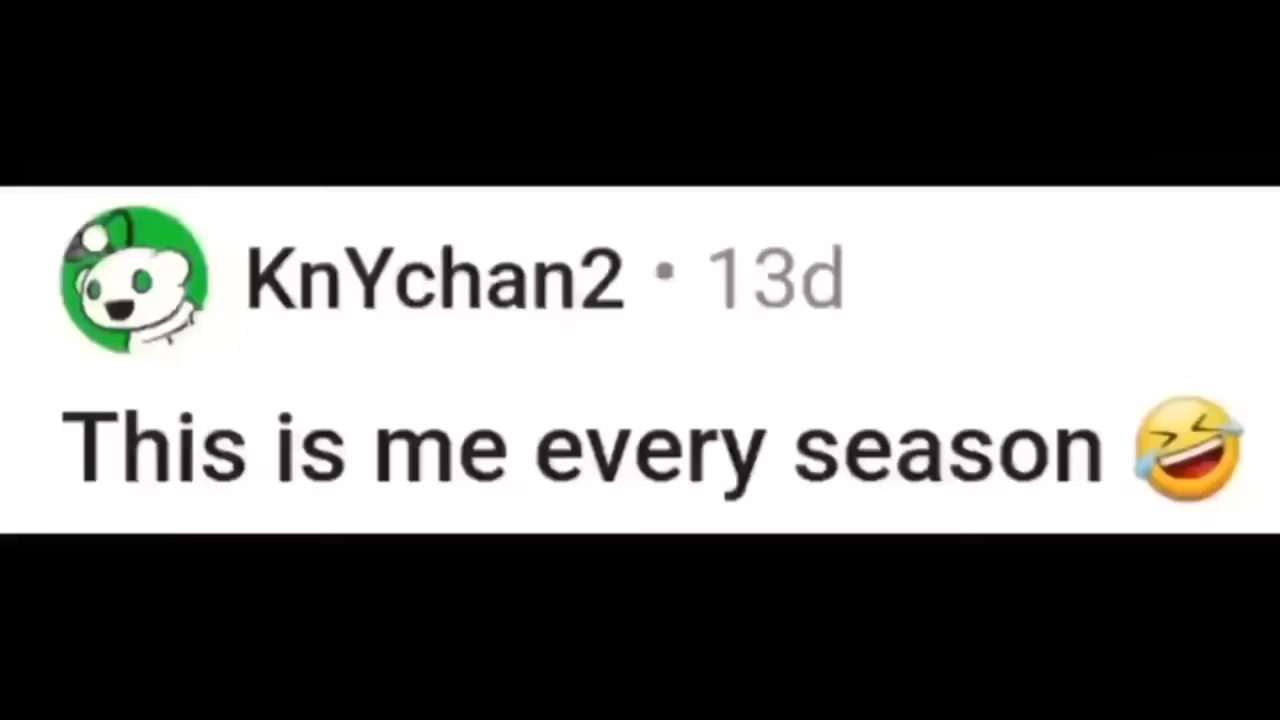 KnYchan2 • 13d
This is me every season 🤣